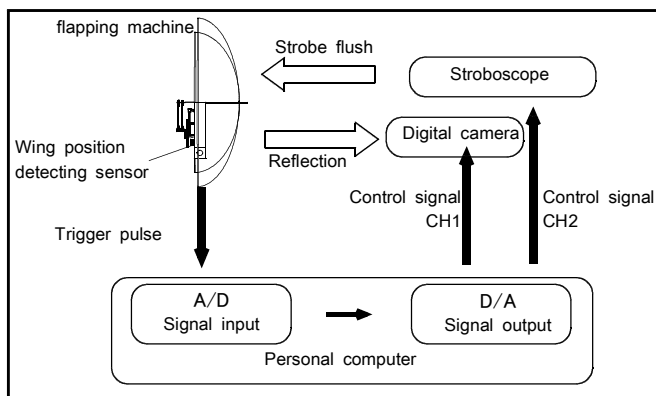 flapping machine
Strobe flush
Stroboscope
Digital camera
Wing position
detecting sensor
Reflection
Control signal
CH1
Control signal
CH2
Trigger pulse
A/D
Signal input
D/A
Signal output
Personal computer